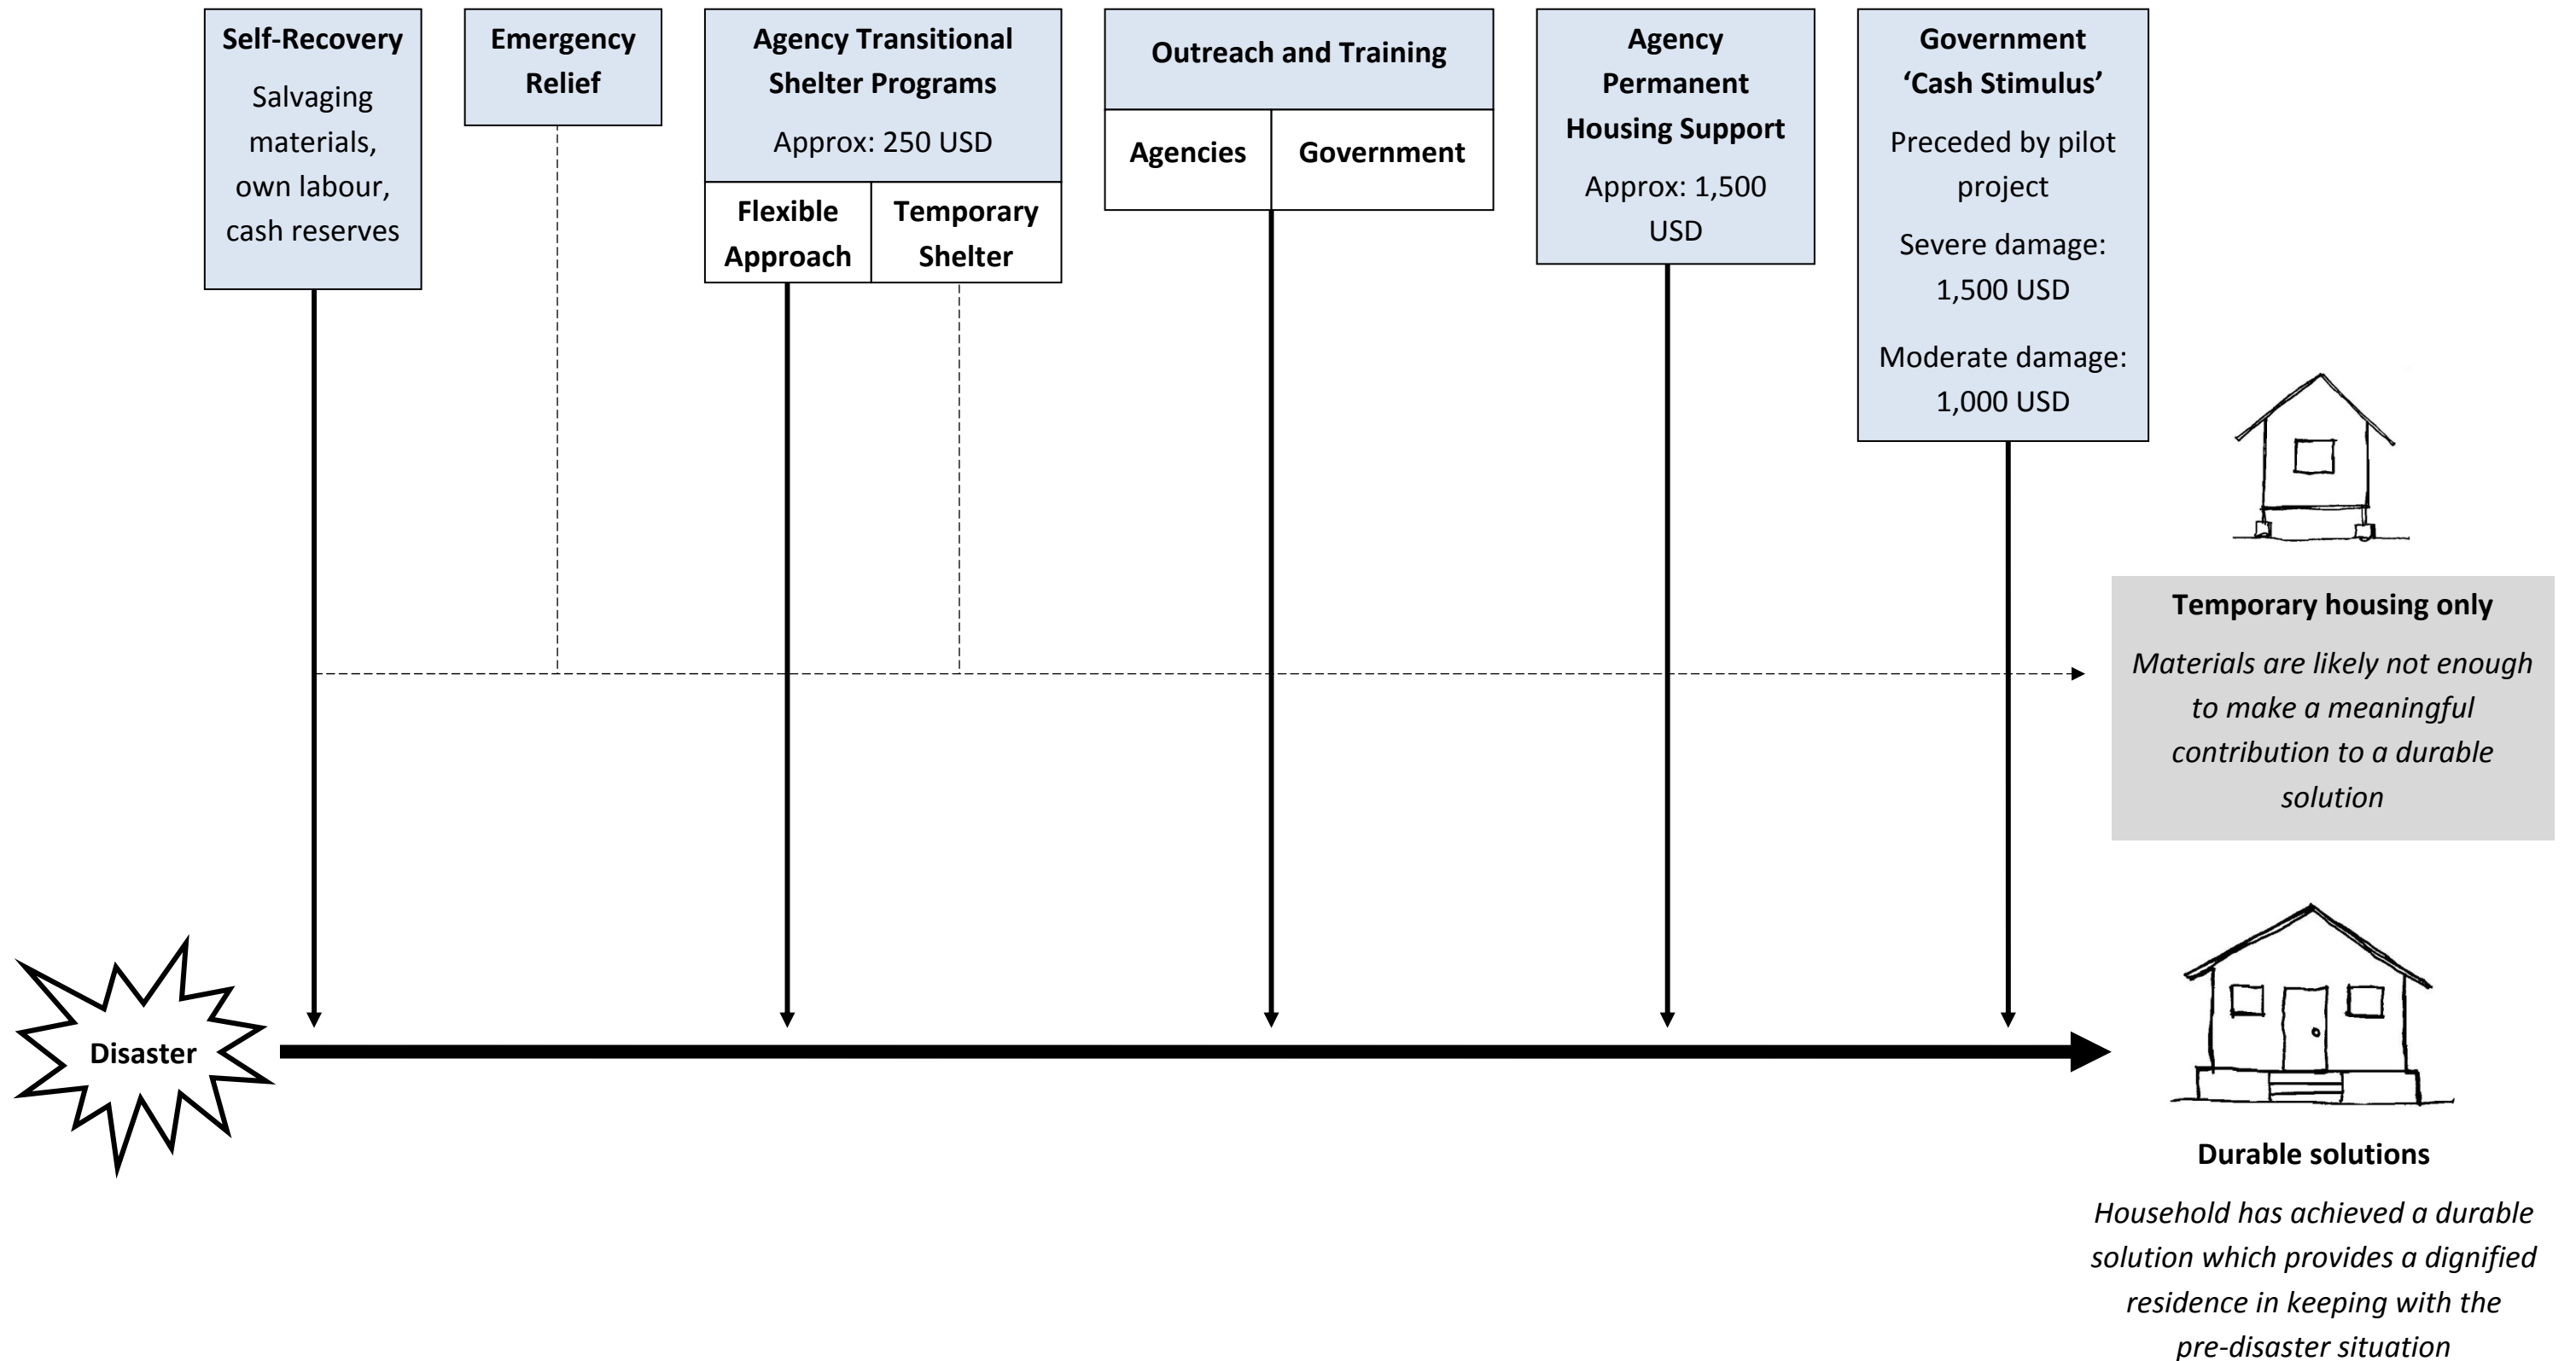 Self-Recovery
Salvaging
materials,
own labour,
cash reserves
Emergency
Relief
Agency Transitional
Shelter Programs
Approx: 250 USD
Flexible
Approach
Temporary
Shelter
Outreach and Training
Agencies
Government
Agency
Permanent
Housing Support
Approx: 1,500
USD
Government
‘Cash Stimulus’
Preceded by pilot
project
Severe damage:
1,500 USD
Moderate damage:
1,000 USD
Temporary housing only
Materials are likely not enough
to make a meaningful
contribution to a durable
solution
Disaster
Durable solutions
Household has achieved a durable
solution which provides a dignified
residence in keeping with the
pre-disaster situation